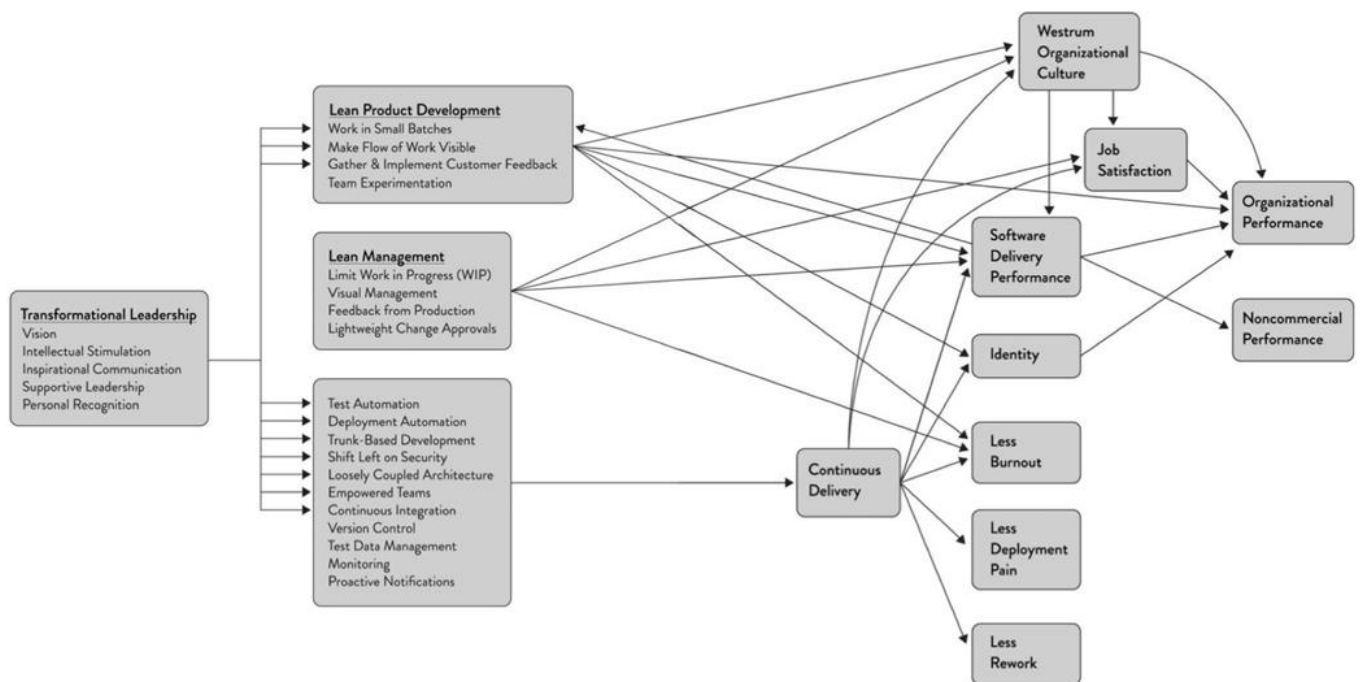 Transformational Leadership
Vision
Intellectual Stimulation
Inspirational Communication
Supportive Leadership
Personal Recognition
Lean Product Development
Work in Small Batches
Make Flow of Work Visible
Gather & Implement Customer Feedback
Team Experimentation
Lean Management
Limit Work in Progress (WIP)
Visual Management
Feedback from Production
Lightweight Change Approvals
Test Automation
Deployment Automation
Trunk-Based Development
Shift Left on Security
Loosely Coupled Architecture
Empowered Teams
Continuous Integration
Version Control
Test Data Management
Monitoring
Proactive Notifications
Continuous
Delivery
Westrum
Organizational
Culture
Job
Satisfaction
Software
Delivery
Performance
Identity
Less
Burnout
Less
Deployment
Pain
Less
Rework
Organizational
Performance
Noncommercial
Performance